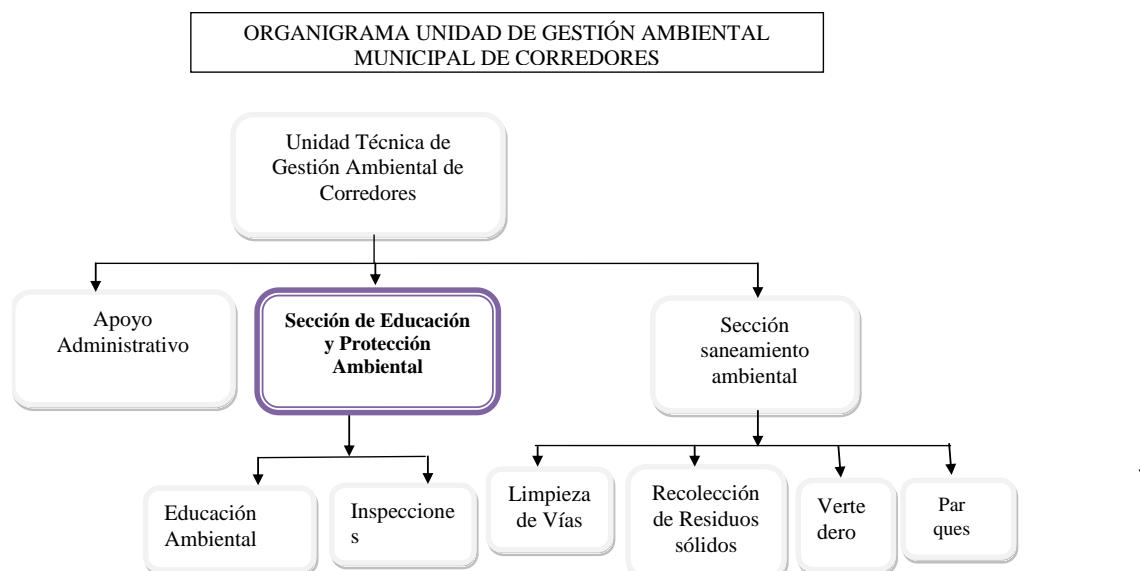 ORGANIGRAMA UNIDAD DE GESTIÓN AMBIENTAL
MUNICIPAL DE CORREDORES
Unidad Técnica de
Gestión Ambiental de
Corredores
Apoyo
Administrativo
Sección de Educación
y Protección
Ambiental
Sección
saneamiento
ambiental
Educación
Ambiental
Inspeccione
s
Limpieza
de Vías
Recolección
de Residuos
sólidos
Verte
dero
Par
ques